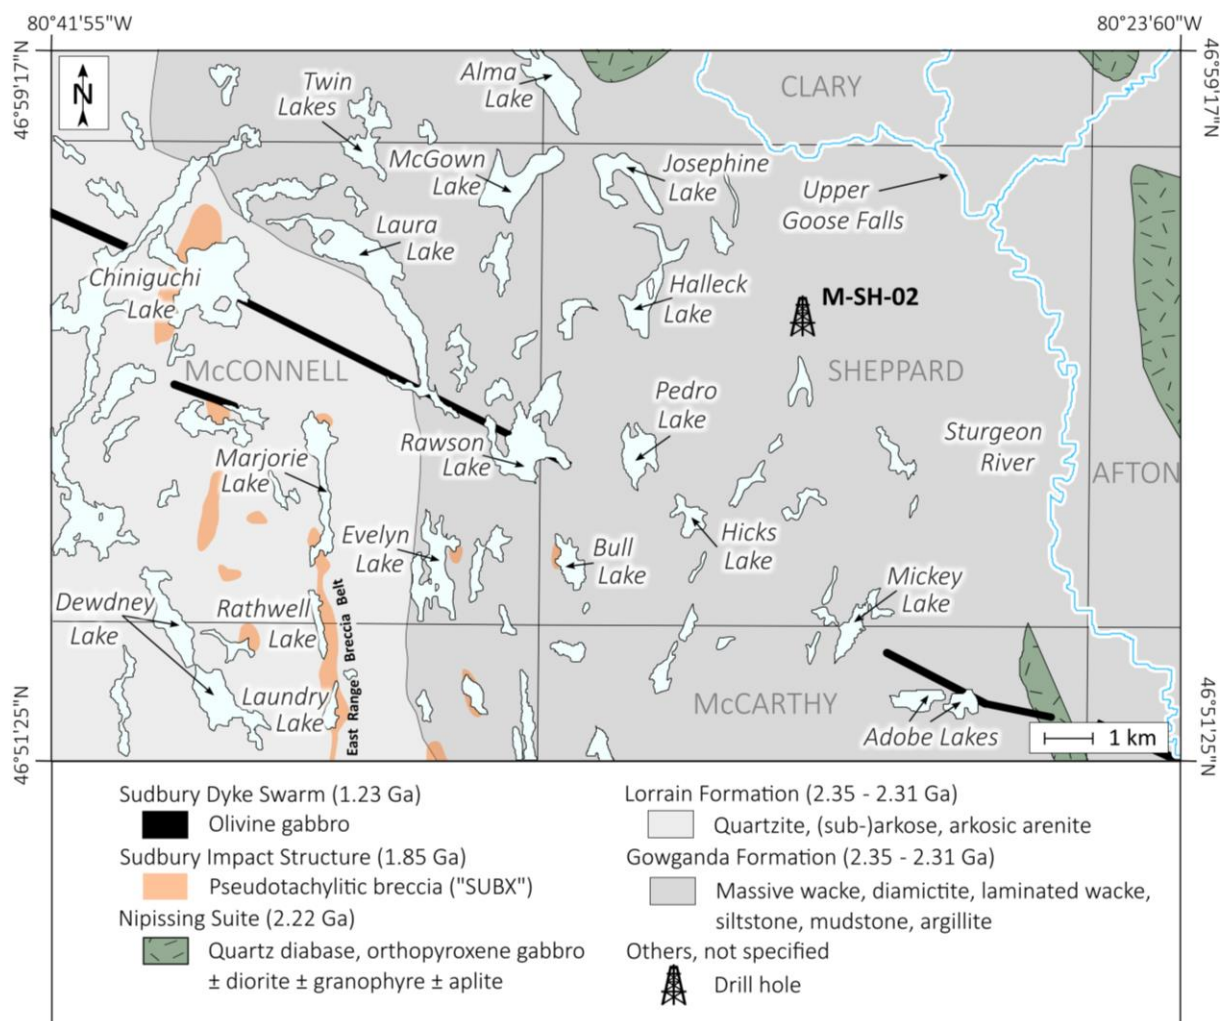 80°41'55"W
80°23'60"W
46°59'17"N
46°59'17"N
N
Twin
Lakes
Alma
Lake
CLARY
McGown
Lake
Josephine
Lake
Upper
Goose Falls
Laura
Lake
Chiniguchi
Lake
Halleck
Lake
M-SH-02
McCONNELL
SHEPPARD
Pedro
Lake
Rawson
Lake
Sturgeon
River
Marjorie
Lake
AFTON
Evelyn
Lake
Bull
Lake
Hicks
Lake
Mickey
Lake
Dewdney
Lake
Rathwell
Lake
East Range Breccia Belt
Laundry
Lake
McCARTHY
Adobe Lakes
1 km
46°51'25"N
46°51'25"N
Sudbury Dyke Swarm (1.23 Ga)
Olivine gabbro
Sudbury Impact Structure (1.85 Ga)
Pseudotachylitic breccia ("SUBX")
Nipissing Suite (2.22 Ga)
Quartz diabase, orthopyroxene gabbro
± diorite ± granophyre ± aplite
Lorrain Formation (2.35 - 2.31 Ga)
Quartzite, (sub-)arkose, arkosic arenite
Gowganda Formation (2.35 - 2.31 Ga)
Massive wacke, diamictite, laminated wacke,
siltstone, mudstone, argillite
Others, not specified
Drill hole